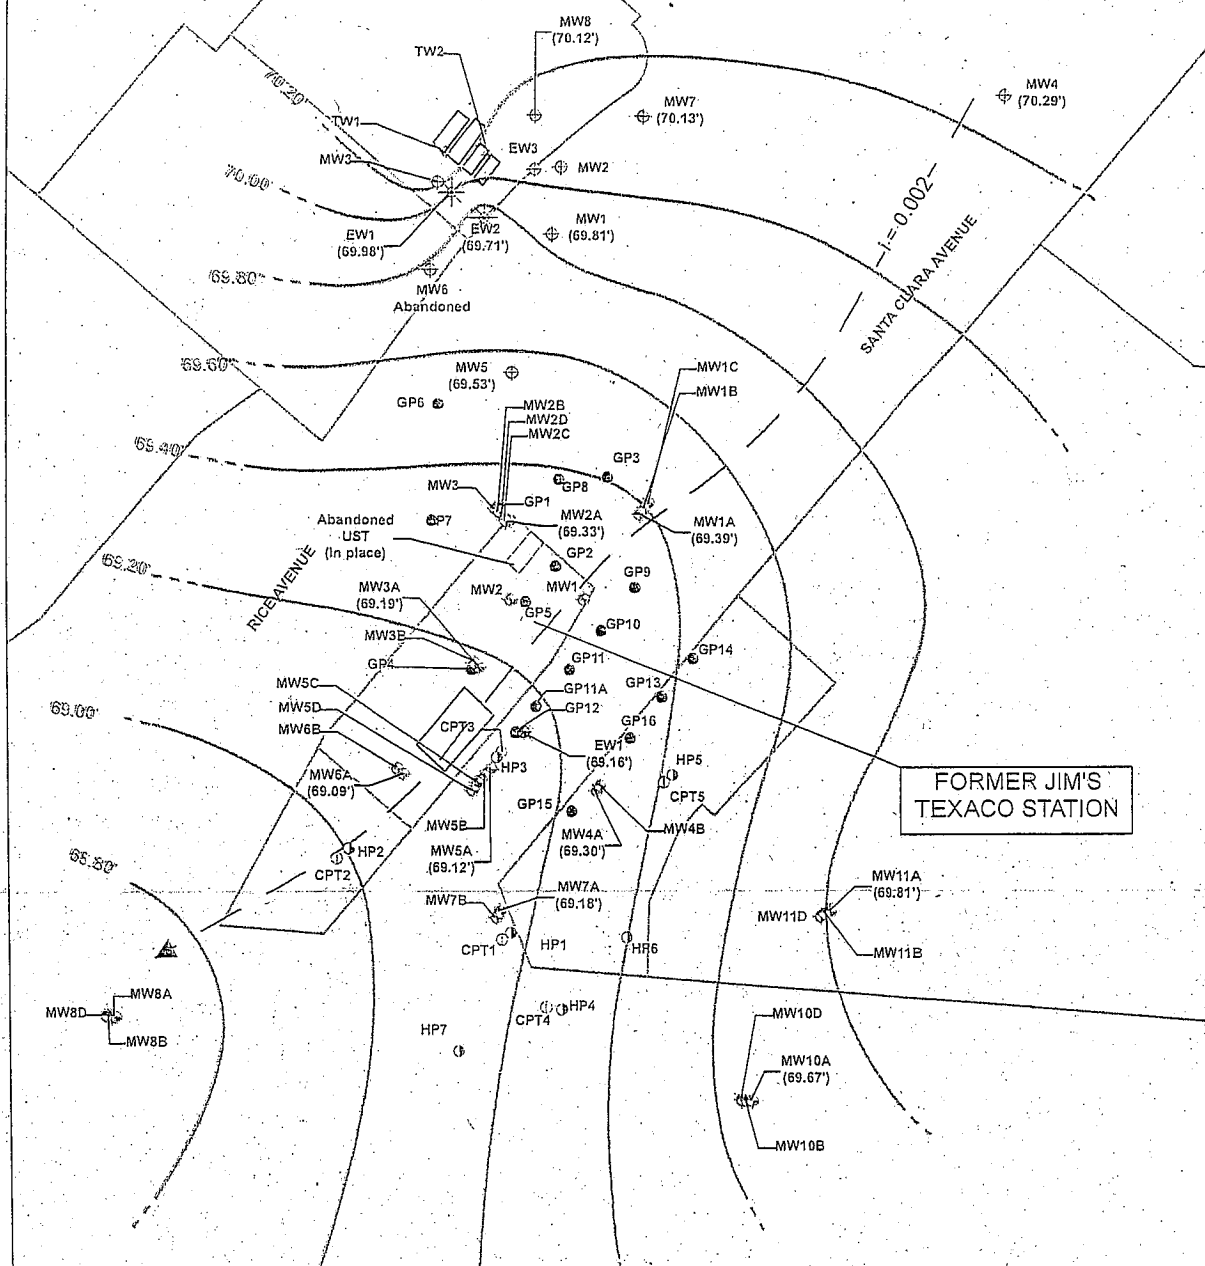 MW8
(70.12')
TW2
70.20'
MW4
(70.29')
MW7
(70.13')
TW1
EW3
MW3
MW2
70.00'
i = 0.002
MW1
(69.81')
EW1
(69.98')
EW2
(69.71')
SANTA CLARA AVENUE
69.80'
MW6
Abandoned
69.60'
MW5
(69.53')
MW1C
MW1B
GP6
MW2B
MW2D
MW2C
69.40'
GP3
GP8
MW3
GP1
Abandoned
UST
(In place)
MW2A
(69.33')
MW1A
(69.39')
69.20'
GP2
RICE AVENUE
MW3A
(69.19')
MW2
MW1
GP9
GP5
MW3B
GP10
GP4
GP11
GP14
MW5C
GP11A
GP13
69.00'
MW5D
GP12
MW6B
CPT3
GP16
EW1
(69.16')
MW6A
(69.09')
HP3
HP5
CPT5
FORMER JIM'S
TEXACO STATION
GP15
MW5B
MW4A
(69.30')
MW4B
HP2
MW5A
(69.12')
CPT2
MW7A
(69.18')
MW11A
(69.81')
MW7B
MW11D
CPT1
HP1
HP6
MW11B
MW8A
MW8D
MW8B
CPT4
HP4
MW10D
HP7
MW10A
(69.67')
MW10B